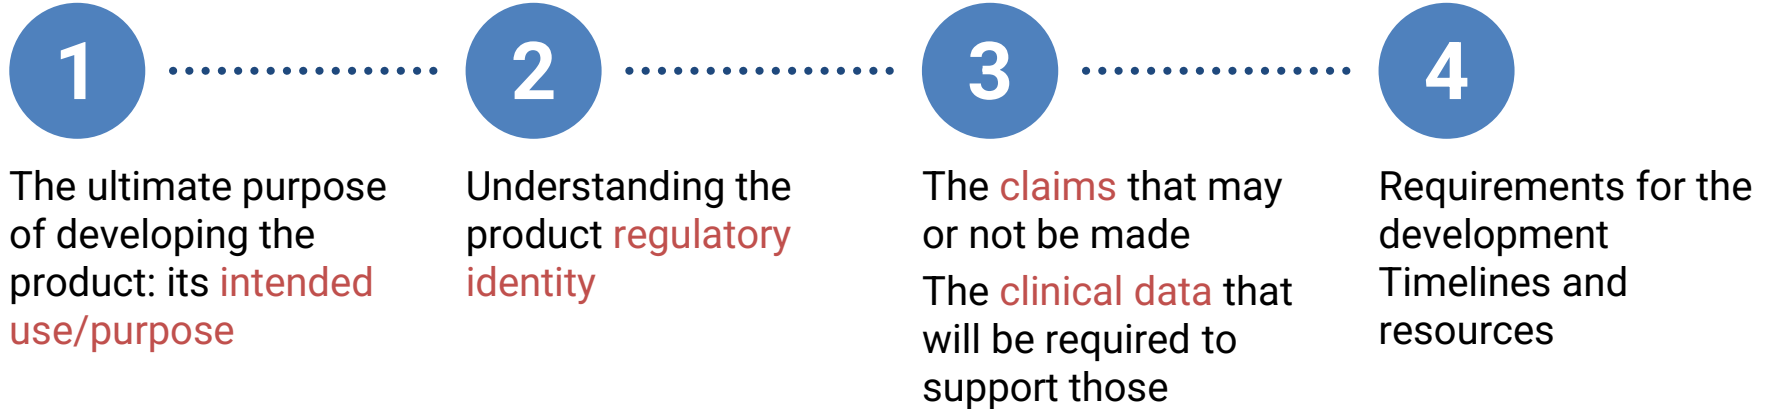 1
The ultimate purpose
of developing the
product: its intended
use/purpose
2
Understanding the
product regulatory
identity
3
The claims that may
or not be made
The clinical data that
will be required to
support those
4
Requirements for the
development
Timelines and
resources